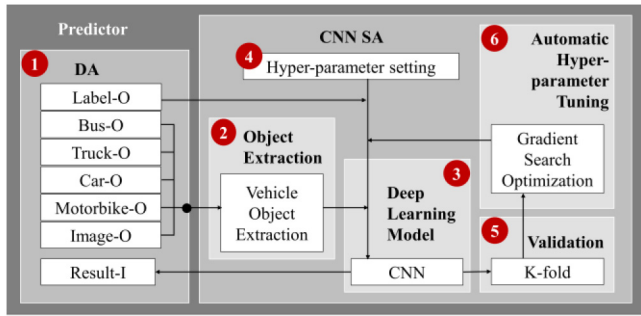 Predictor
1
DA
Label-O
Bus-O
Truck-O
Car-O
Motorbike-O
Image-O
Result-I
CNN SA
4
Hyper-parameter setting
2
Object
Extraction
Vehicle
Object
Extraction
3
Deep
Learning
Model
CNN
6
Automatic
Hyper-
parameter
Tuning
Gradient
Search
Optimization
5
Validation
K-fold